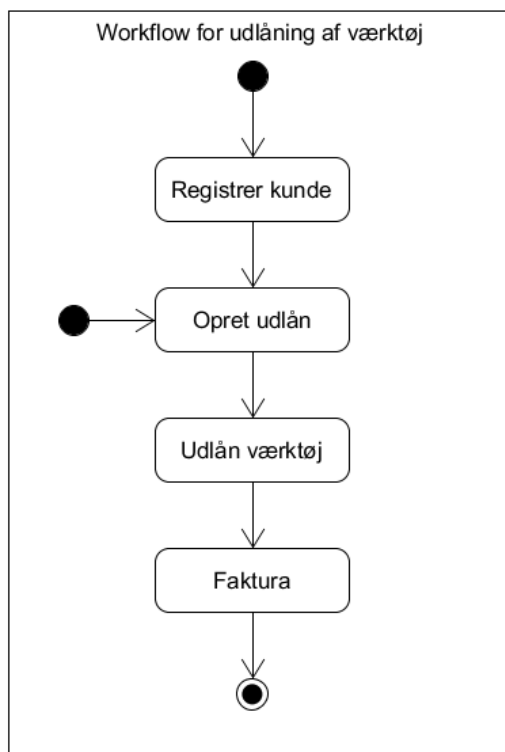 Workflow for udlåning af værktøj
Registrer kunde
Opret udlån
Udlån værktøj
Faktura